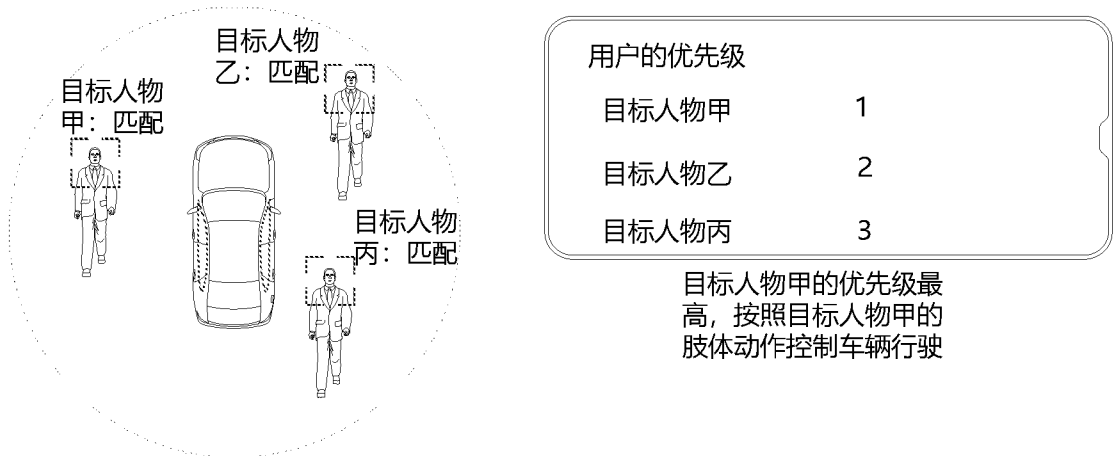 目标人物
乙：匹配
目标人物
甲：匹配
目标人物
丙：匹配
用户的优先级
目标人物甲 1
目标人物乙 2
目标人物丙 3
目标人物甲的优先级最
高，按照目标人物甲的
肢体动作控制车辆行驶